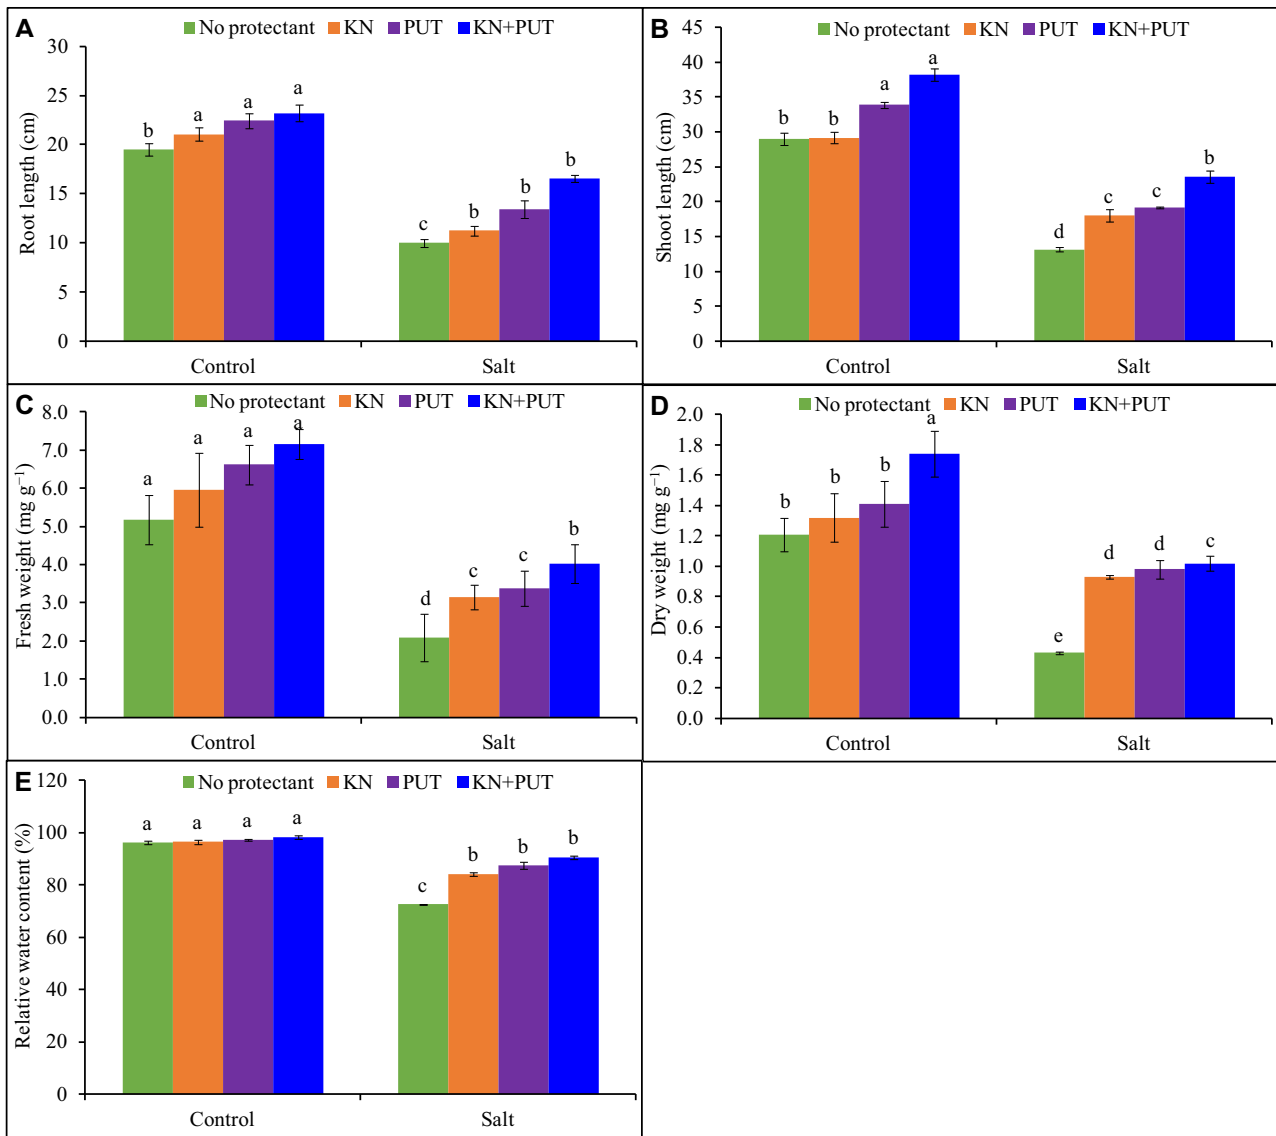 A
No protectant KN PUT KN+PUT
Root length (cm)
30
25
20
15
10
5
0
b a a a
c b b b
Control Salt
B
No protectant KN PUT KN+PUT
Shoot length (cm)
45
40
35
30
25
20
15
10
5
0
b b a a
d c c b
Control Salt
C
No protectant KN PUT KN+PUT
Fresh weight (mg g⁻¹)
8.0
7.0
6.0
5.0
4.0
3.0
2.0
1.0
0.0
a a a a
d c c b
Control Salt
D
No protectant KN PUT KN+PUT
Dry weight (mg g⁻¹)
2.0
1.8
1.6
1.4
1.2
1.0
0.8
0.6
0.4
0.2
0.0
b b b a
e d d c
Control Salt
E
No protectant KN PUT KN+PUT
Relative water content (%)
120
100
80
60
40
20
0
a a a a
c b b b
Control Salt